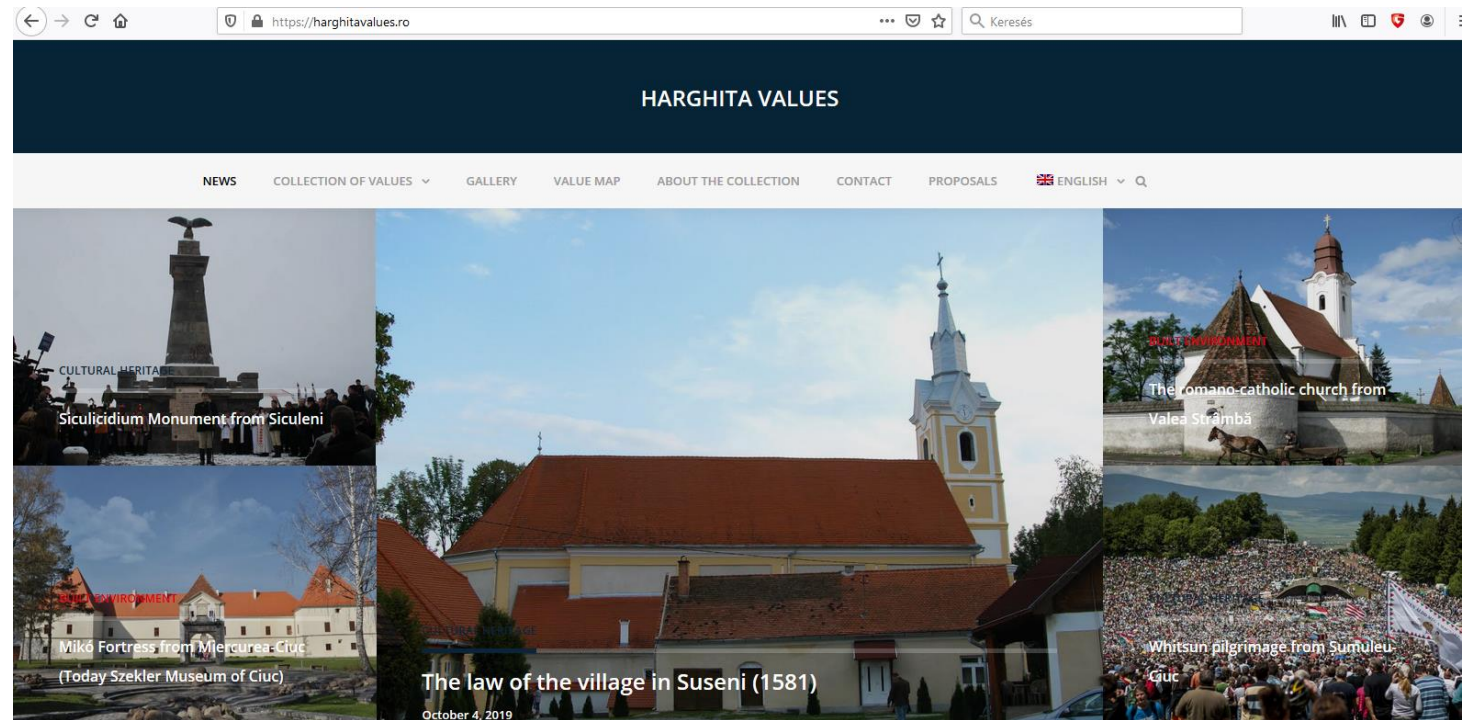 https://harghitavalues.ro
Keresés
HARGHITA VALUES
NEWS COLLECTION OF VALUES GALLERY VALUE MAP ABOUT THE COLLECTION CONTACT PROPOSALS ENGLISH
CULTURAL HERITAGE
Siculicidium Monument from Siculeni
BUILT ENVIRONMENT
Mikó Fortress from Miercurea-Ciuc
(Today Szekler Museum of Ciuc)
CULTURAL HERITAGE
The law of the village in Suseni (1581)
October 4, 2019
BUILT ENVIRONMENT
The romano-catholic church from
Valea Strâmbă
CULTURAL HERITAGE
Whitsun pilgrimage from Șumuleu-
Ciuc